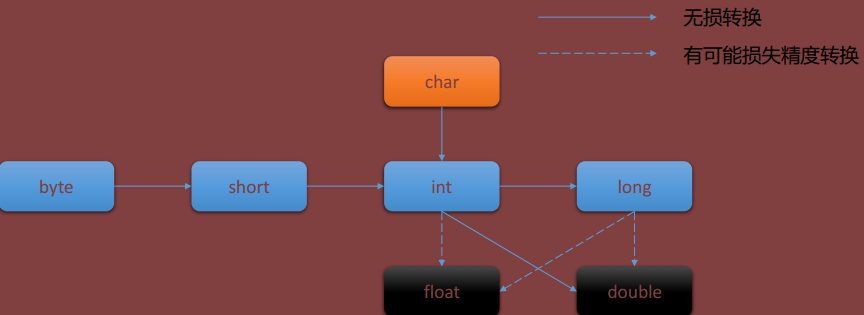 无损转换
有可能损失精度转换
char
byte
short
int
long
float
double